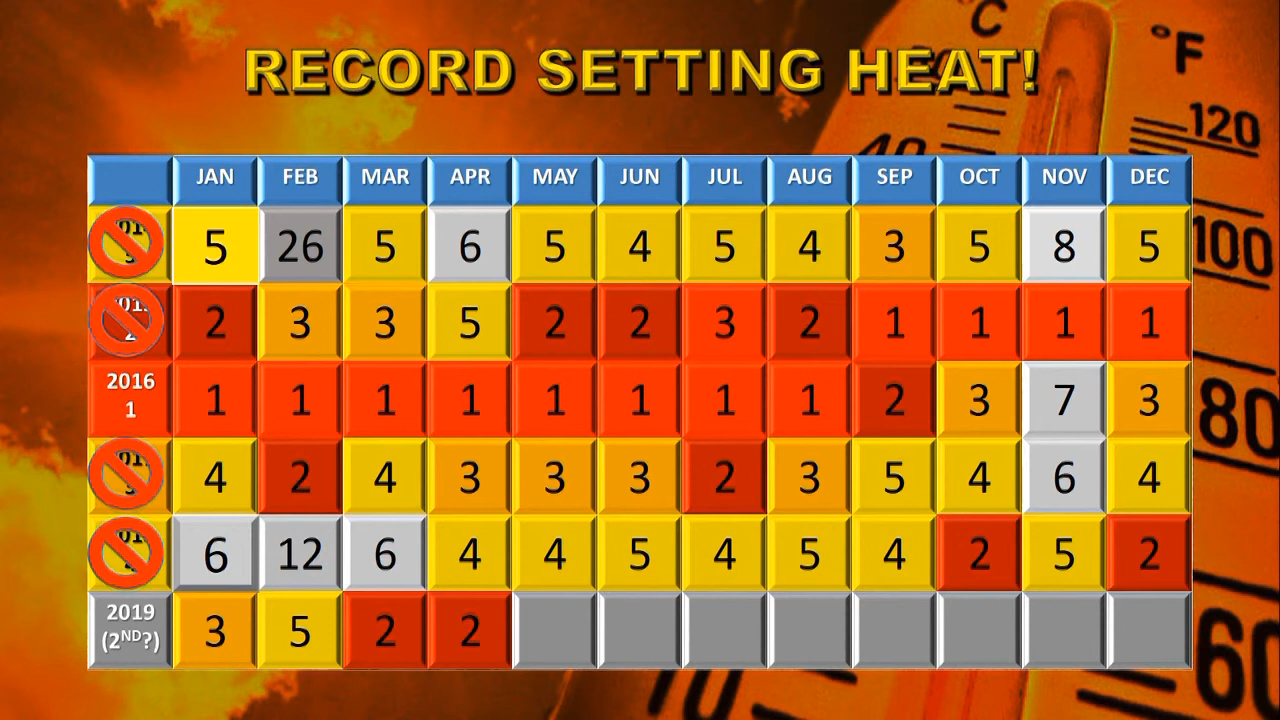 °C
°F
RECORD SETTING HEAT!
120
40
JAN FEB MAR APR MAY JUN JUL AUG SEP OCT NOV DEC
5 26 5 6 5 4 5 4 3 5 8 5
100
2 3 3 5 2 2 3 2 1 1 1 1
2016
1 1 1 1 1 1 1 1 1 2 3 7 3
80
4 2 4 3 3 3 2 3 5 4 6 4
6 12 6 4 4 5 4 5 4 2 5 2
2019
(2ND?) 3 5 2 2
60